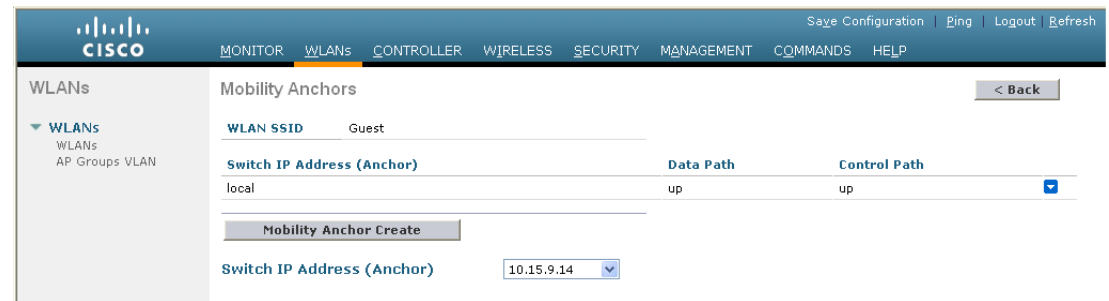 Save Configuration | Ping | Logout | Refresh
CISCO
MONITOR WLANs CONTROLLER WIRELESS SECURITY MANAGEMENT COMMANDS HELP
WLANs
WLANs
WLANs
AP Groups VLAN
Mobility Anchors
< Back
WLAN SSID Guest
Switch IP Address (Anchor) Data Path Control Path
local up up
Mobility Anchor Create
Switch IP Address (Anchor) 10.15.9.14